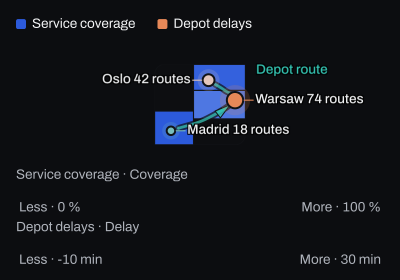 Service coverage
Depot delays
Depot route
Oslo 42 routes
Warsaw 74 routes
Madrid 18 routes
Service coverage · Coverage
Less · 0 %
More · 100 %
Depot delays · Delay
Less · -10 min
More · 30 min